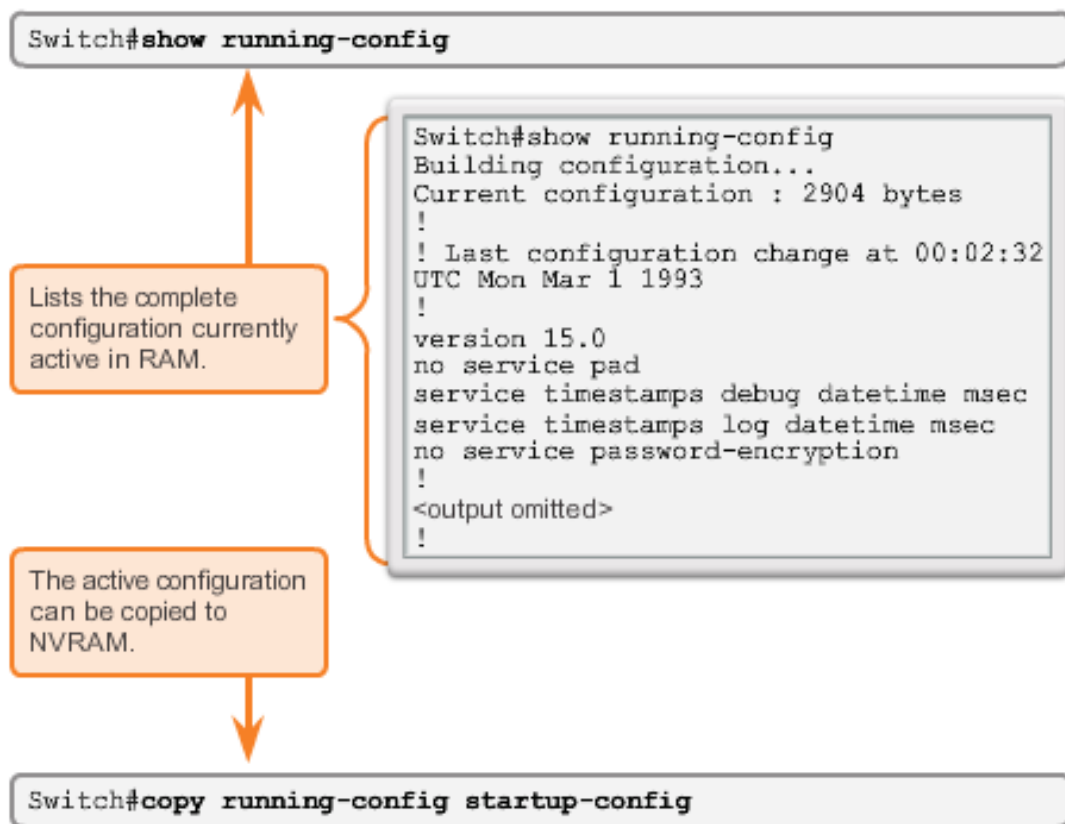 Switch#show running-config
Switch#show running-config
Building configuration...
Current configuration : 2904 bytes
!
! Last configuration change at 00:02:32
UTC Mon Mar 1 1993
!
version 15.0
no service pad
service timestamps debug datetime msec
service timestamps log datetime msec
no service password-encryption
!
<output omitted>
!
Lists the complete
configuration currently
active in RAM.
The active configuration
can be copied to
NVRAM.
Switch#copy running-config startup-config